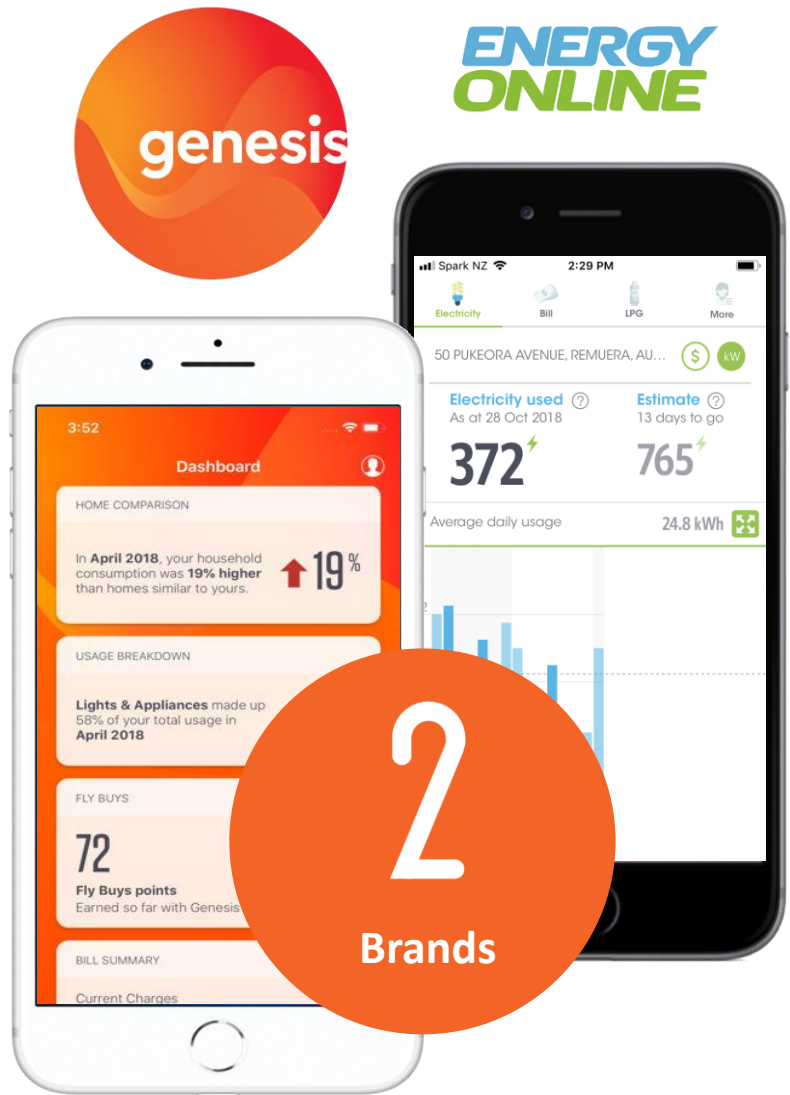 genesis
ENERGY
ONLINE
Spark NZ
2:29 PM
Electricity
Bill
LPG
More
50 PUKEORA AVENUE, REMUERA, AU...
$
kW
Electricity used ?
As at 28 Oct 2018
372
Estimate ?
13 days to go
765
Average daily usage
24.8 kWh
3:52
Dashboard
HOME COMPARISON
In April 2018, your household
consumption was 19% higher
than homes similar to yours.
19%
USAGE BREAKDOWN
Lights & Appliances made up
58% of your total usage in
April 2018
FLY BUYS
72
Fly Buys points
Earned so far with Genesis
BILL SUMMARY
Current Charges
2
Brands